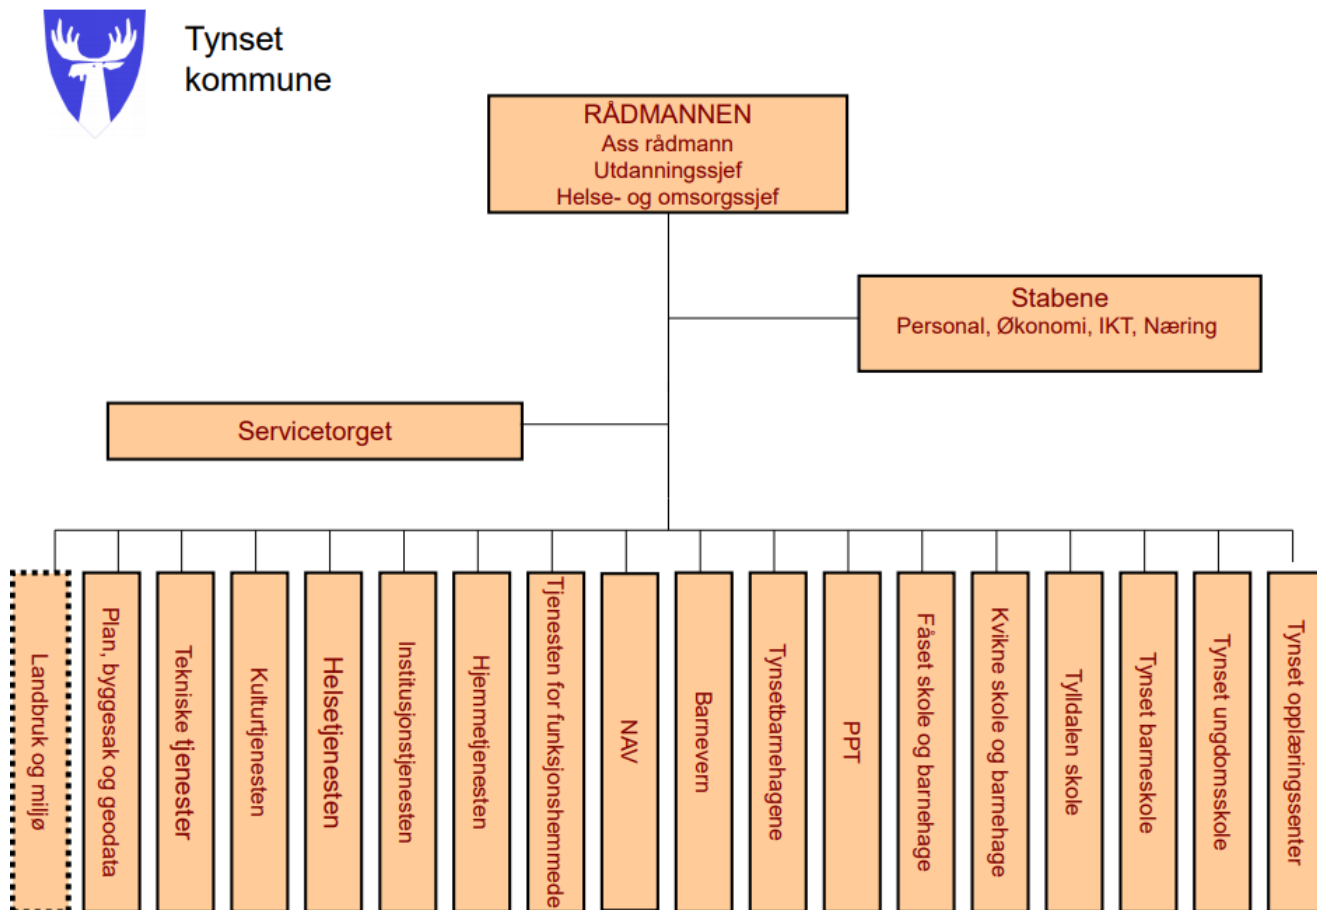 Tynset
kommune
RÅDMANNEN
Ass rådmann
Utdanningssjef
Helse- og omsorgssjef
Stabene
Personal, Økonomi, IKT, Næring
Servicetorget
Landbruk og miljø
Plan, byggesak og geodata
Tekniske tjenester
Kulturtjenesten
Helsetjenesten
Institusjonstjenesten
Hjemmetjenesten
Tjenesten for funksjonshemmede
NAV
Barnevern
Tynsetbarnehagene
PPT
Fåset skole og barnehage
Kvikne skole og barnehage
Tylldalen skole
Tynset barneskole
Tynset ungdomsskole
Tynset opplæringssenter